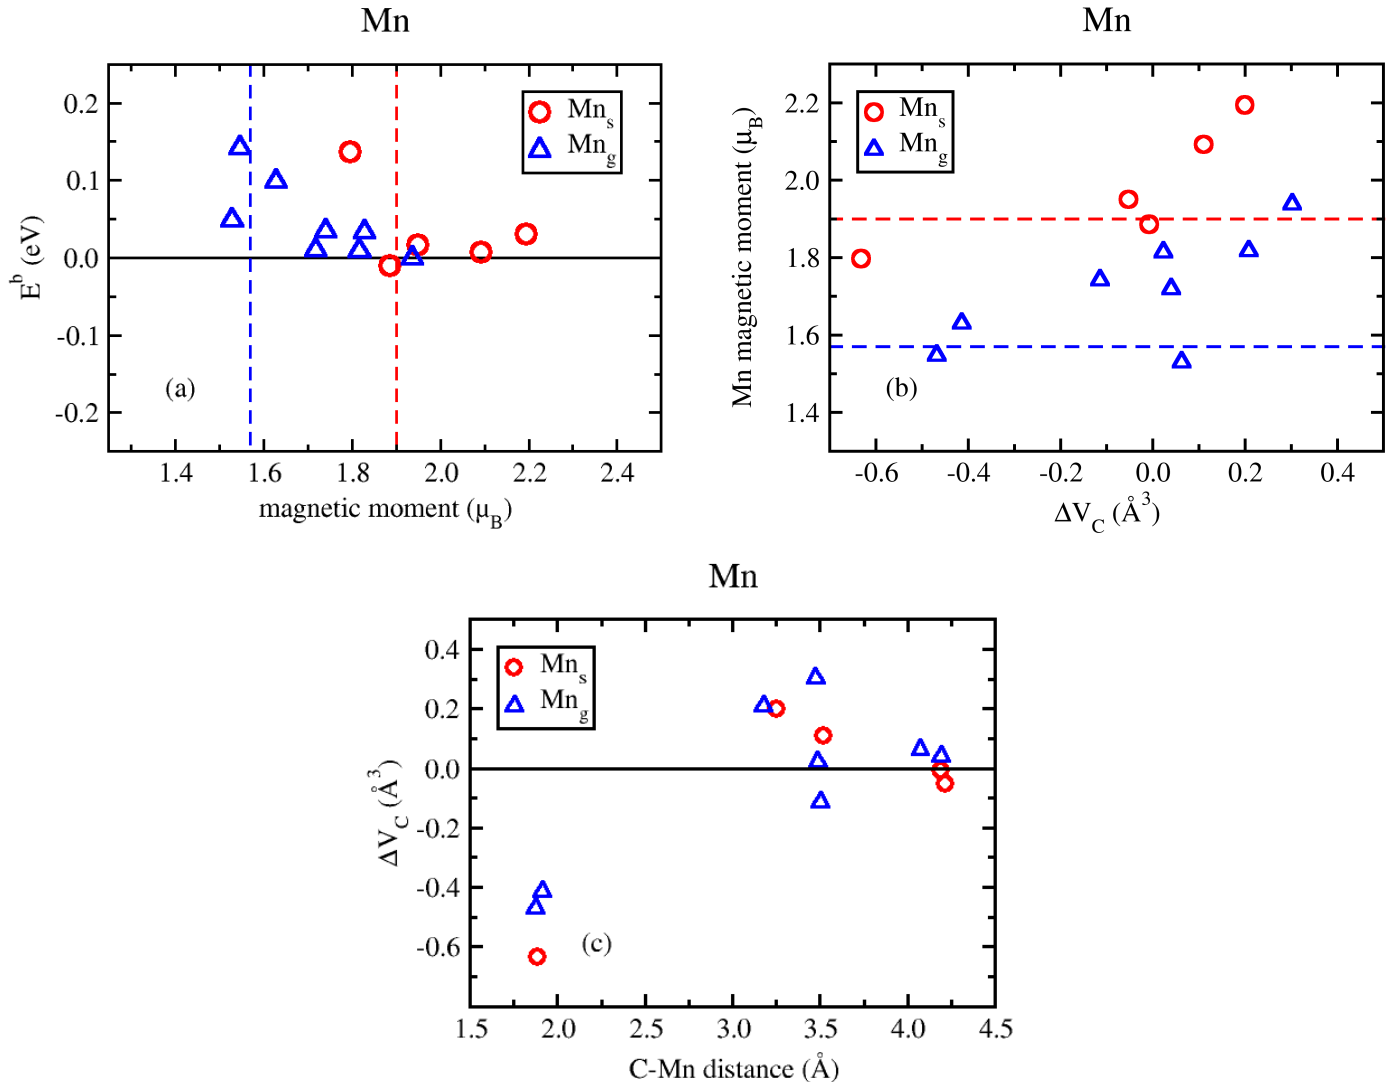 Mn
E^b (eV)
0.2
0.1
0.0
-0.1
-0.2
Mn_s
Mn_g
(a)
1.4 1.6 1.8 2.0 2.2 2.4
magnetic moment (μ_B)
Mn
Mn magnetic moment (μ_B)
2.2
2.0
1.8
1.6
1.4
Mn_s
Mn_g
(b)
-0.6 -0.4 -0.2 0.0 0.2 0.4
ΔV_C (Å^3)
Mn
ΔV_C (Å^3)
0.4
0.2
0.0
-0.2
-0.4
-0.6
Mn_s
Mn_g
(c)
1.5 2.0 2.5 3.0 3.5 4.0 4.5
C-Mn distance (Å)